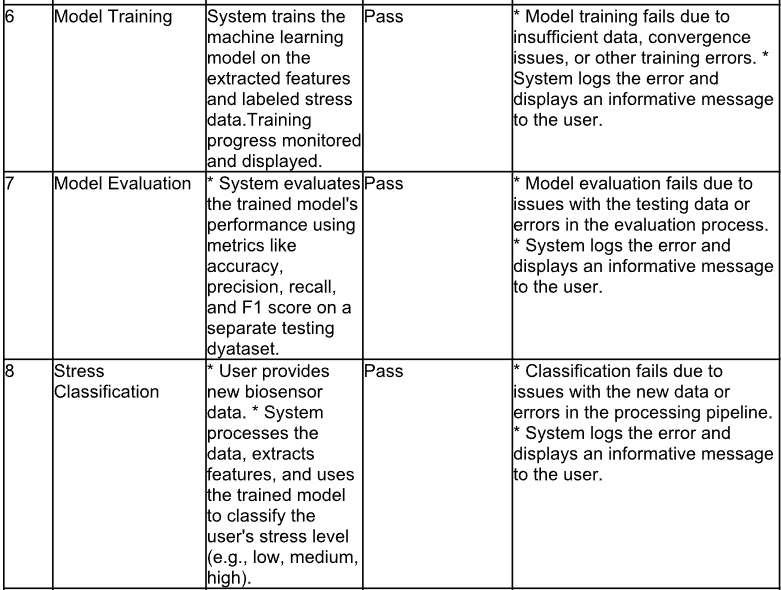 6
Model Training
System trains the
machine learning
model on the
extracted features
and labeled stress
data.Training
progress monitored
and displayed.
Pass
* Model training fails due to
insufficient data, convergence
issues, or other training errors. *
System logs the error and
displays an informative message
to the user.
7
Model Evaluation
* System evaluates
the trained model's
performance using
metrics like
accuracy,
precision, recall,
and F1 score on a
separate testing
dyataset.
Pass
* Model evaluation fails due to
issues with the testing data or
errors in the evaluation process.
* System logs the error and
displays an informative message
to the user.
8
Stress
Classification
* User provides
new biosensor
data. * System
processes the
data, extracts
features, and uses
the trained model
to classify the
user's stress level
(e.g., low, medium,
high).
Pass
* Classification fails due to
issues with the new data or
errors in the processing pipeline.
* System logs the error and
displays an informative message
to the user.